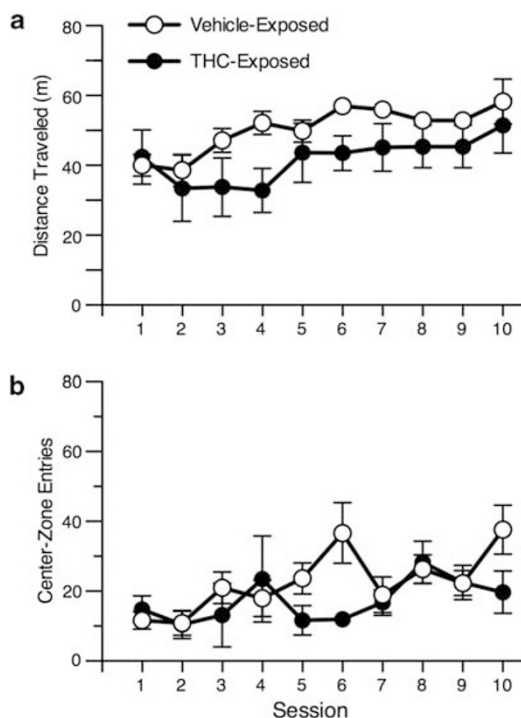 a
80
60
40
20
0
Distance Traveled (m)
Vehicle-Exposed
THC-Exposed
1 2 3 4 5 6 7 8 9 10
b
80
60
40
20
0
Center-Zone Entries
1 2 3 4 5 6 7 8 9 10
Session